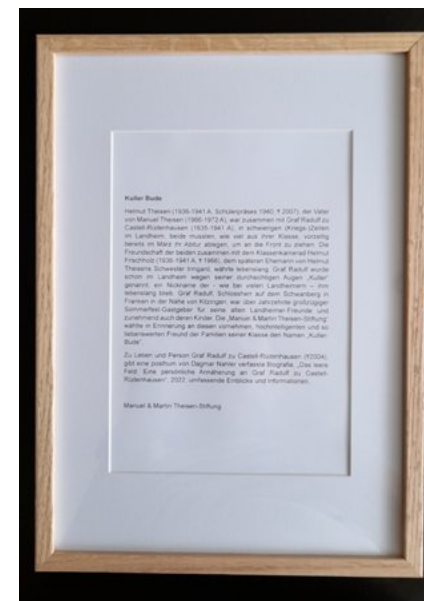 Kuller Bude
Helmut Theisen (1936-1941 A, Schülerpräses 1940, † 2007), der Vater
von Manuel Theisen (1966-1972 A), war zusammen mit Graf Radulf zu
Castell-Rüdenhausen (1935-1941 A), in schwierigen (Kriegs-)Zeiten
im Landheim: beide mussten, wie viel aus ihrer Klasse, vorzeitig
bereits im März ihr Abitur ablegen, um an die Front zu ziehen. Die
Freundschaft der beiden zusammen mit dem Klassenkamerad Helmut
Frechholz (1936-1941 A, † 1966), dem späteren Ehemann von Helmut
Theisens Schwester Irmgard, währte lebenslang. Graf Radulf wurde
schon im Landheim wegen seiner durchsichtigen Augen „Kuller“
genannt, ein Nickname der - wie bei vielen Landheimern – ihm
lebenslang blieb. Graf Radulf, Schlossherr auf dem Schwanberg in
Franken in der Nähe von Kitzingen, war über Jahrzehnte großzügiger
Sommerfest-Gastgeber für seine alten Landheimer-Freunde und
zunehmend auch deren Kinder. Die „Manuel & Martin Theisen-Stiftung“
wählte in Erinnerung an diesen vornehmen, hochintelligenten und so
liebenswerten Freund der Familien seiner Klasse den Namen „Kuller-
Bude“.
Zu Leben und Person Graf Radulf zu Castell-Rüdenhausen (†2004),
gibt eine posthum von Dagmar Nahler verfasste Biografie, „Das leere
Feld. Eine persönliche Annäherung an Graf Radulf zu Castell-
Rüdenhausen“, 2022, umfassende Einblicke und Informationen.
Manuel & Martin Theisen-Stiftung